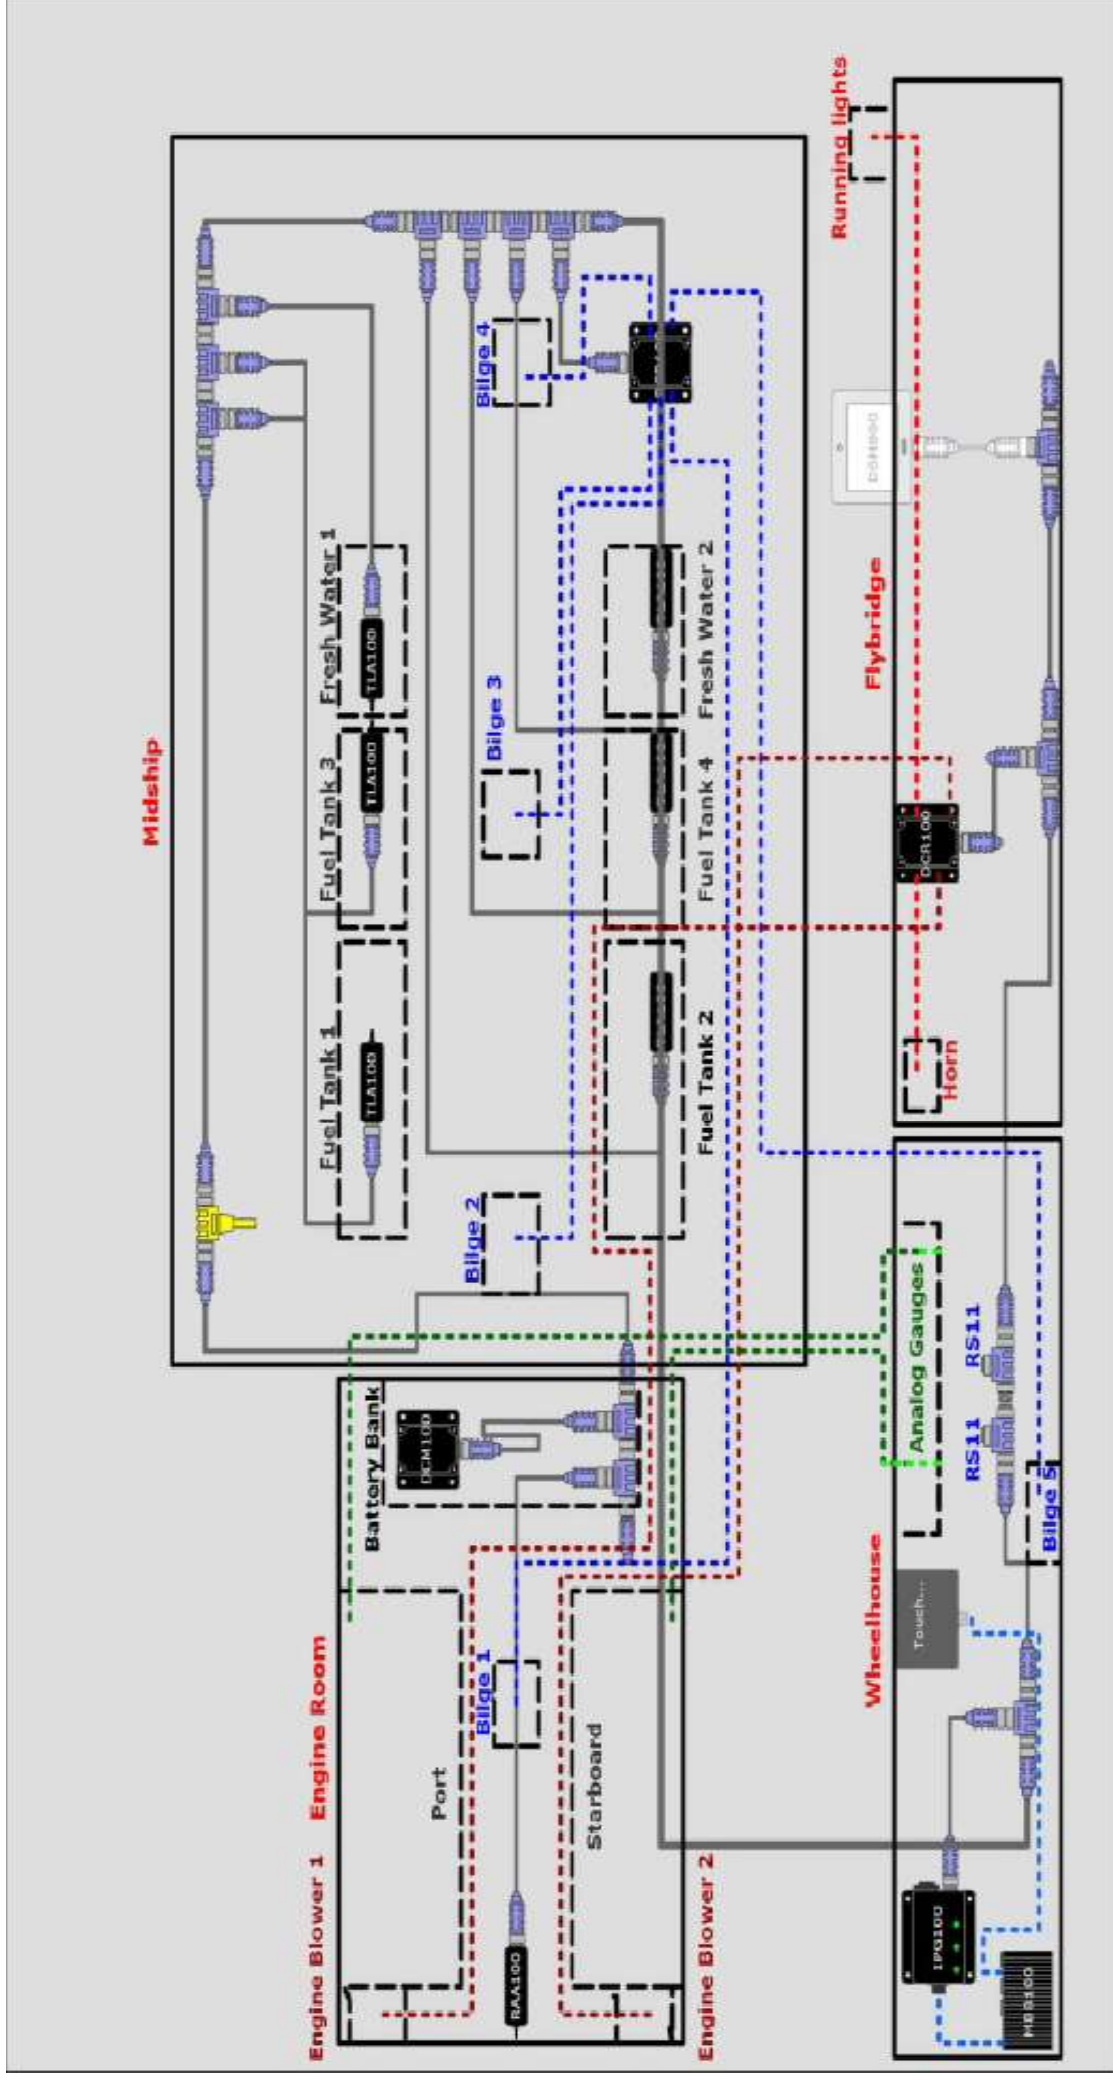 Engine Blower 1
Engine Room
Port
RAA100
Bilge 1
Starboard
Engine Blower 2
Battery Bank
DCM100
Midship
Fuel Tank 1
Fuel Tank 3
Fresh Water 1
TLA100
TLA100
TLA100
Bilge 2
Bilge 3
Bilge 4
Fuel Tank 2
Fuel Tank 4
Fresh Water 2
Wheelhouse
IPG100
MBB100
Touch...
Analog Gauges
RS11
RS11
Bilge 5
Flybridge
Horn
DCR100
Running lights